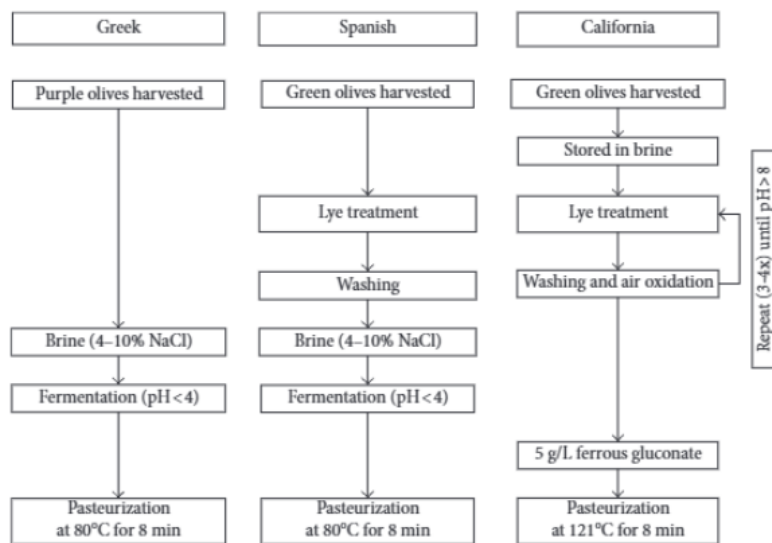 Greek
Purple olives harvested
Brine (4–10% NaCl)
Fermentation (pH<4)
Pasteurization
at 80°C for 8 min
Spanish
Green olives harvested
Lye treatment
Washing
Brine (4–10% NaCl)
Fermentation (pH<4)
Pasteurization
at 80°C for 8 min
California
Green olives harvested
Stored in brine
Lye treatment
Washing and air oxidation
Repeat (3-4x) until pH>8
5 g/L ferrous gluconate
Pasteurization
at 121°C for 8 min